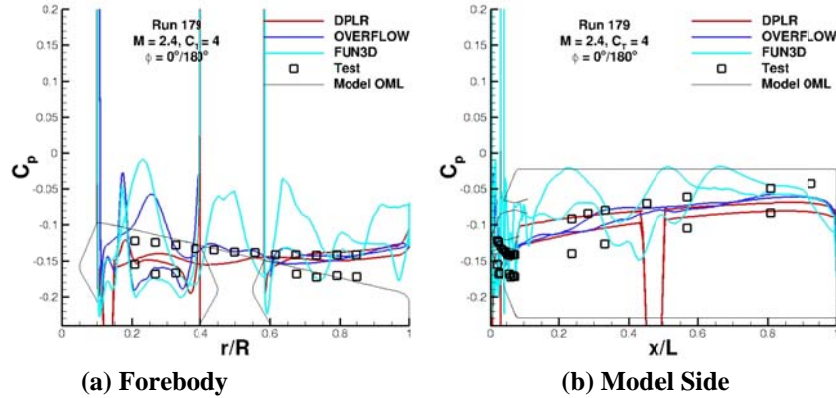 Run 179
M = 2.4, C_T = 4
ϕ = 0°/180°
DPLR
OVERFLOW
FUN3D
Test
Model OML
C_p
0.2
0.15
0.1
0.05
0
-0.05
-0.1
-0.15
-0.2
0
0.2
0.4
0.6
0.8
1
r/R
(a) Forebody
Run 179
M = 2.4, C_T = 4
ϕ = 0°/180°
DPLR
OVERFLOW
FUN3D
Test
Model OML
C_p
0.2
0.15
0.1
0.05
0
-0.05
-0.1
-0.15
-0.2
0
0.2
0.4
0.6
0.8
1
x/L
(b) Model Side